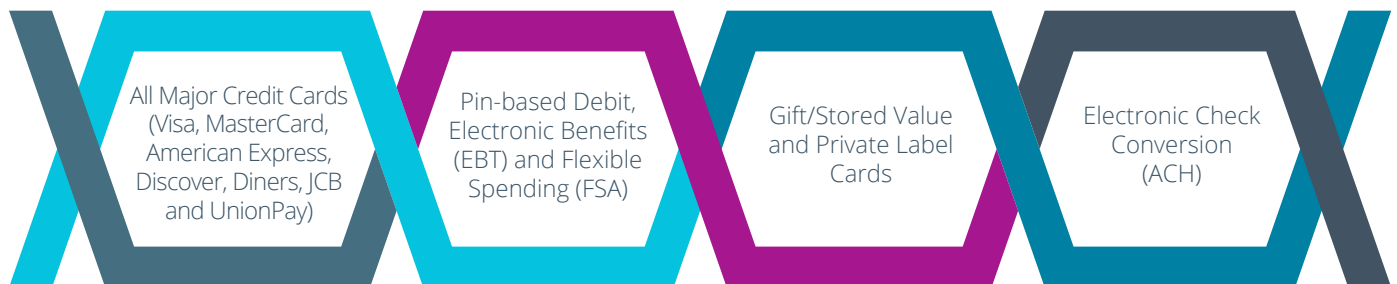 All Major Credit Cards
(Visa, MasterCard,
American Express,
Discover, Diners, JCB
and UnionPay)
Pin-based Debit,
Electronic Benefits
(EBT) and Flexible
Spending (FSA)
Gift/Stored Value
and Private Label
Cards
Electronic Check
Conversion
(ACH)